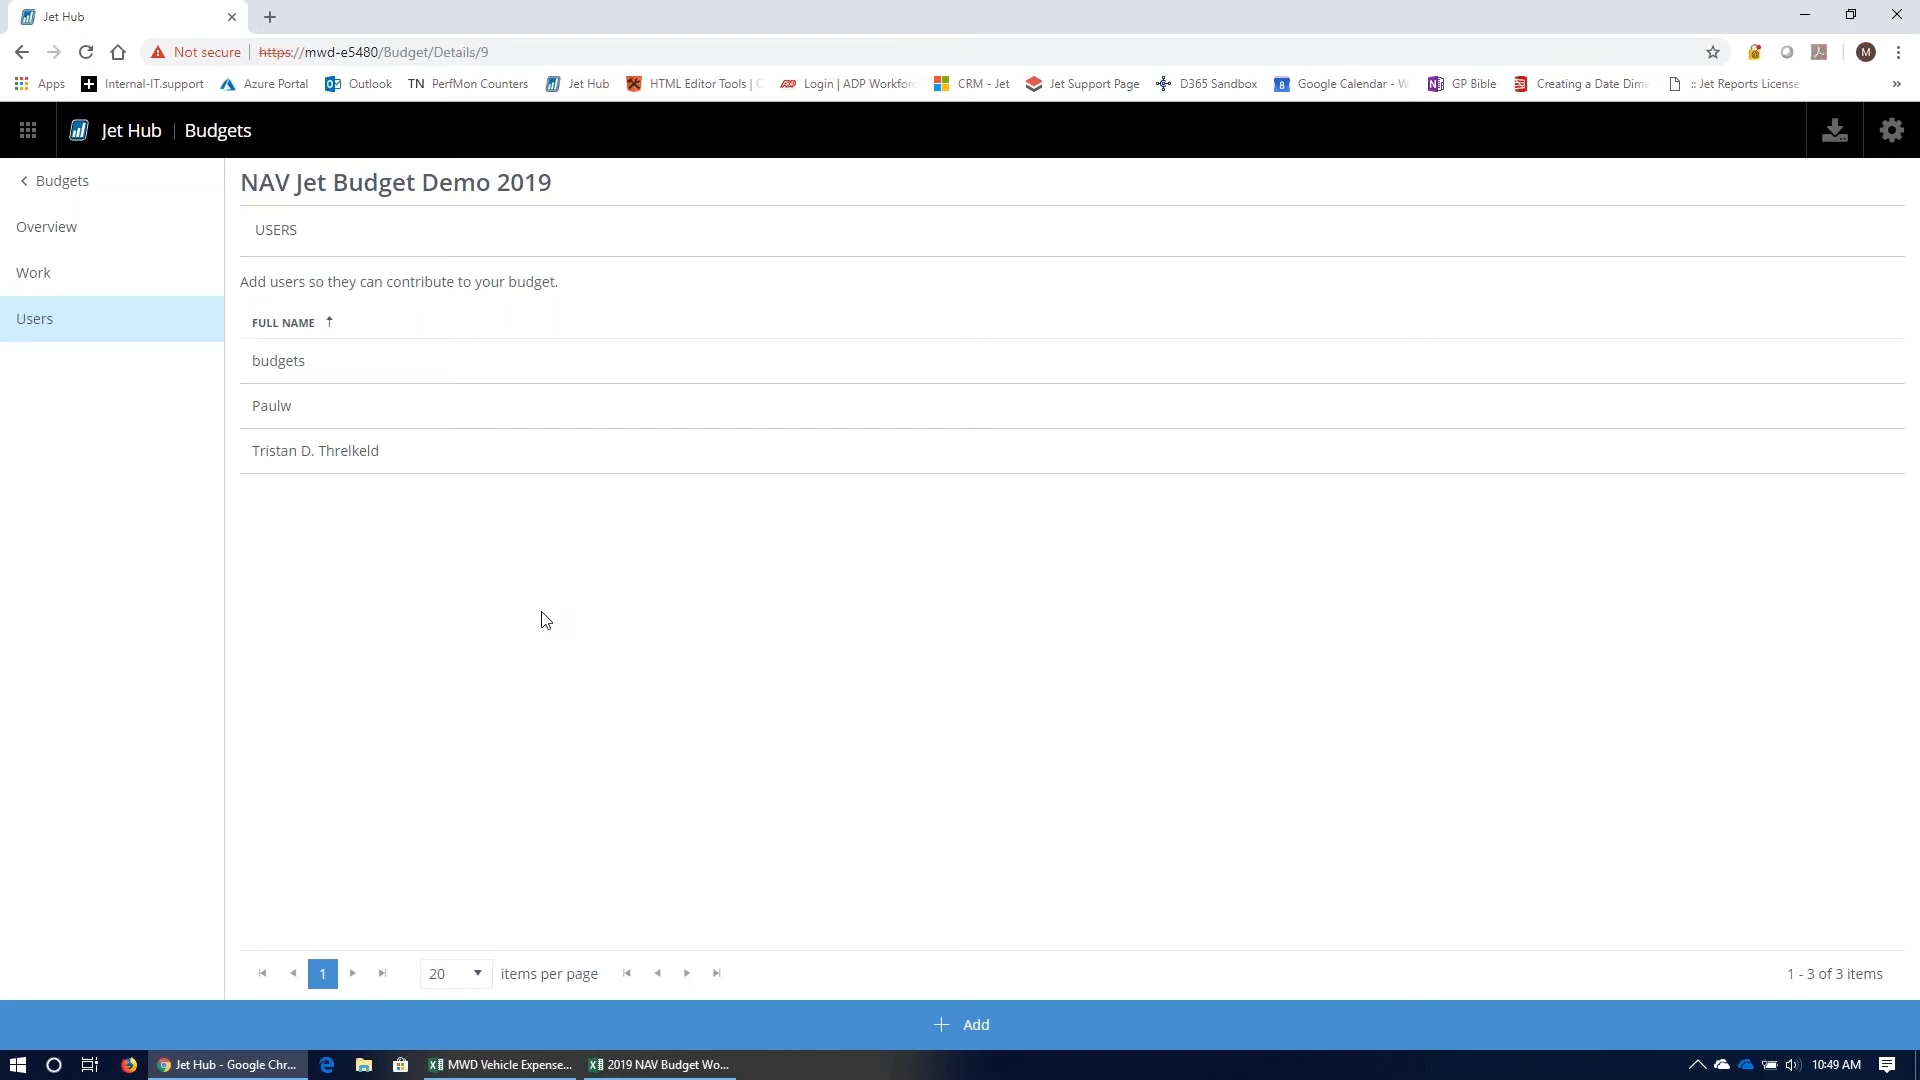 Jet Hub
Not secure https://mwd-e5480/Budget/Details/9
M
Apps Internal-IT.support Azure Portal Outlook TN PerfMon Counters Jet Hub HTML Editor Tools | Login | ADP Workfor CRM - Jet Jet Support Page D365 Sandbox 8 Google Calendar - GP Bible Creating a Date Dime :: Jet Reports License »
Jet Hub | Budgets
Budgets
Overview
Work
Users
NAV Jet Budget Demo 2019
USERS
Add users so they can contribute to your budget.
FULL NAME
budgets
Paulw
Tristan D. Threlkeld
1 20 items per page 1 - 3 of 3 items
Add
Jet Hub - Google Chr... MWD Vehicle Expense... 2019 NAV Budget Wo... 10:49 AM